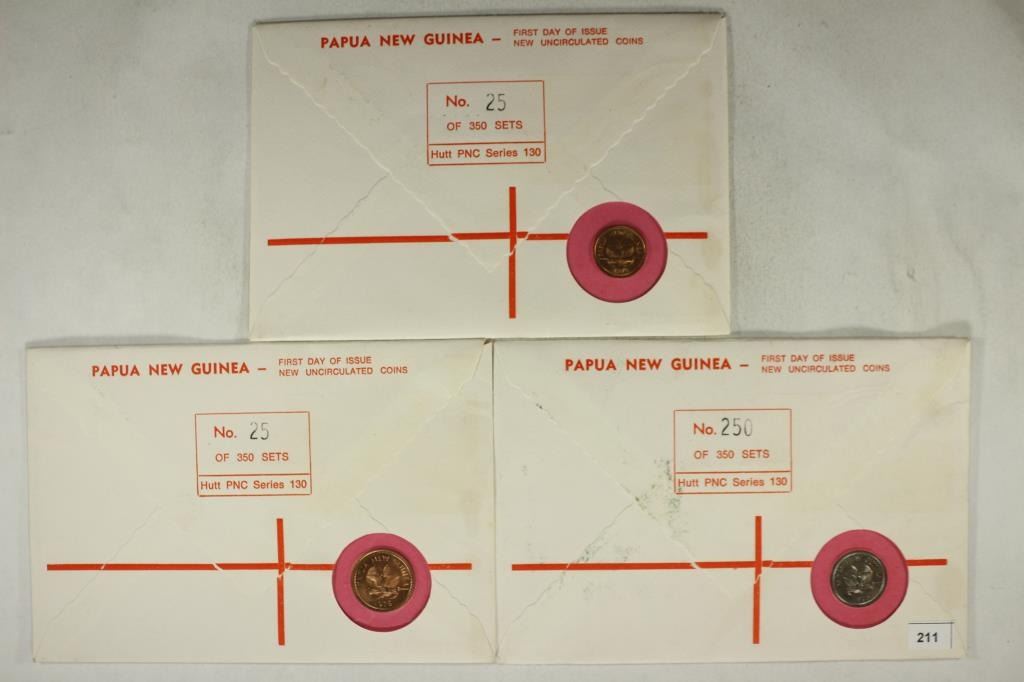 PAPUA NEW GUINEA – FIRST DAY OF ISSUE
NEW UNCIRCULATED COINS
No. 25
OF 350 SETS
Hutt PNC Series 130
PAPUA NEW GUINEA – FIRST DAY OF ISSUE
NEW UNCIRCULATED COINS
No. 25
OF 350 SETS
Hutt PNC Series 130
PAPUA NEW GUINEA – FIRST DAY OF ISSUE
NEW UNCIRCULATED COINS
No. 250
OF 350 SETS
Hutt PNC Series 130
211